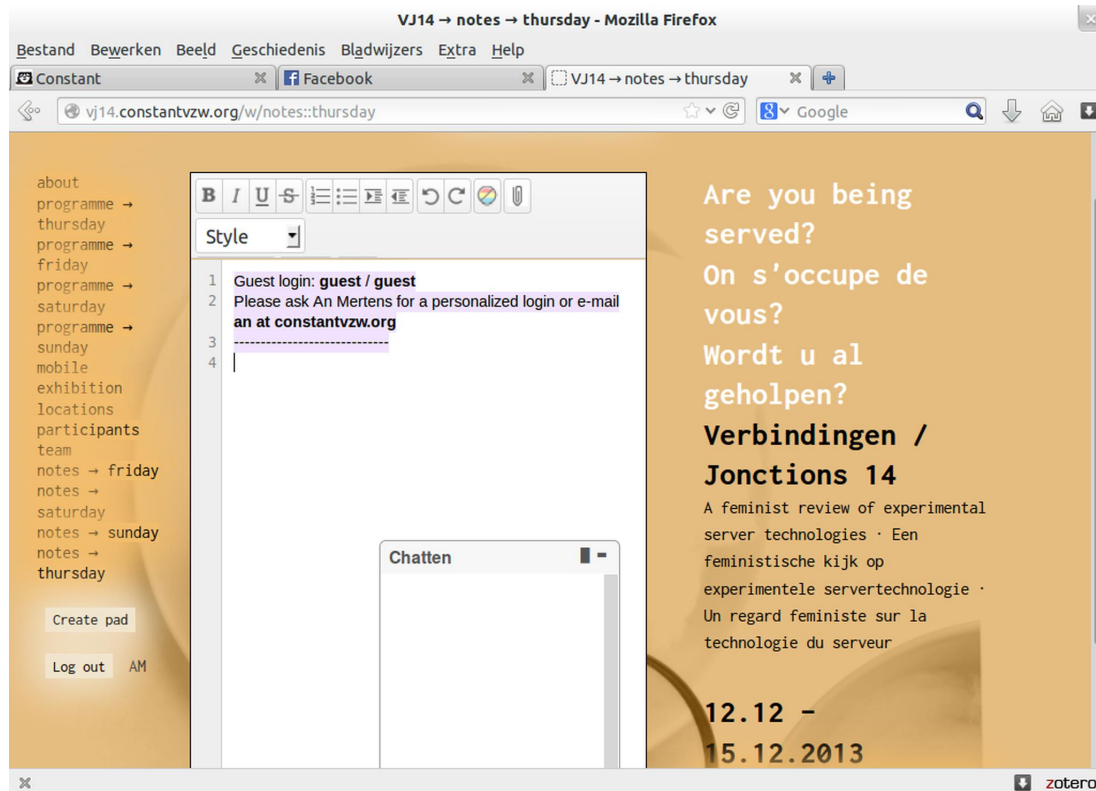 VJ14 → notes → thursday - Mozilla Firefox
Bestand Bewerken Beeld Geschiedenis Bladwijzers Extra Help
Constant
Facebook
VJ14 → notes → thursday
vj14.constantvzw.org/w/notes::thursday
Google
about
programme →
thursday
programme →
friday
programme →
saturday
programme →
sunday
mobile
exhibition
locations
participants
team
notes → friday
notes →
saturday
notes → sunday
notes →
thursday
Create pad
Log out AM
B I U S
Style
1 Guest login: guest / guest
2 Please ask An Mertens for a personalized login or e-mail
an at constantvzw.org
3 -----------------------------
4
Chatten
Are you being
served?
On s'occupe de
vous?
Wordt u al
geholpen?
Verbindingen /
Jonctions 14
A feminist review of experimental
server technologies · Een
feministische kijk op
experimentele servertechnologie ·
Un regard feministe sur la
technologie du serveur
12.12 –
15.12.2013
zotero